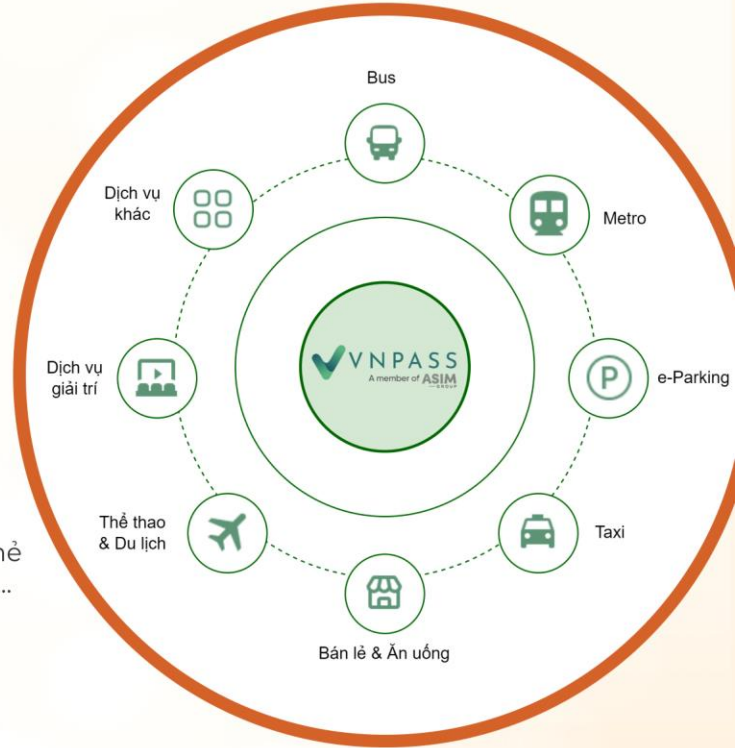 Bus
Dịch vụ
khác
Metro
VNPASS
A member of ASIM
GROUP
Dịch vụ
giải trí
P
e-Parking
Thể thao
& Du lịch
Taxi
Bán lẻ & Ăn uống
...